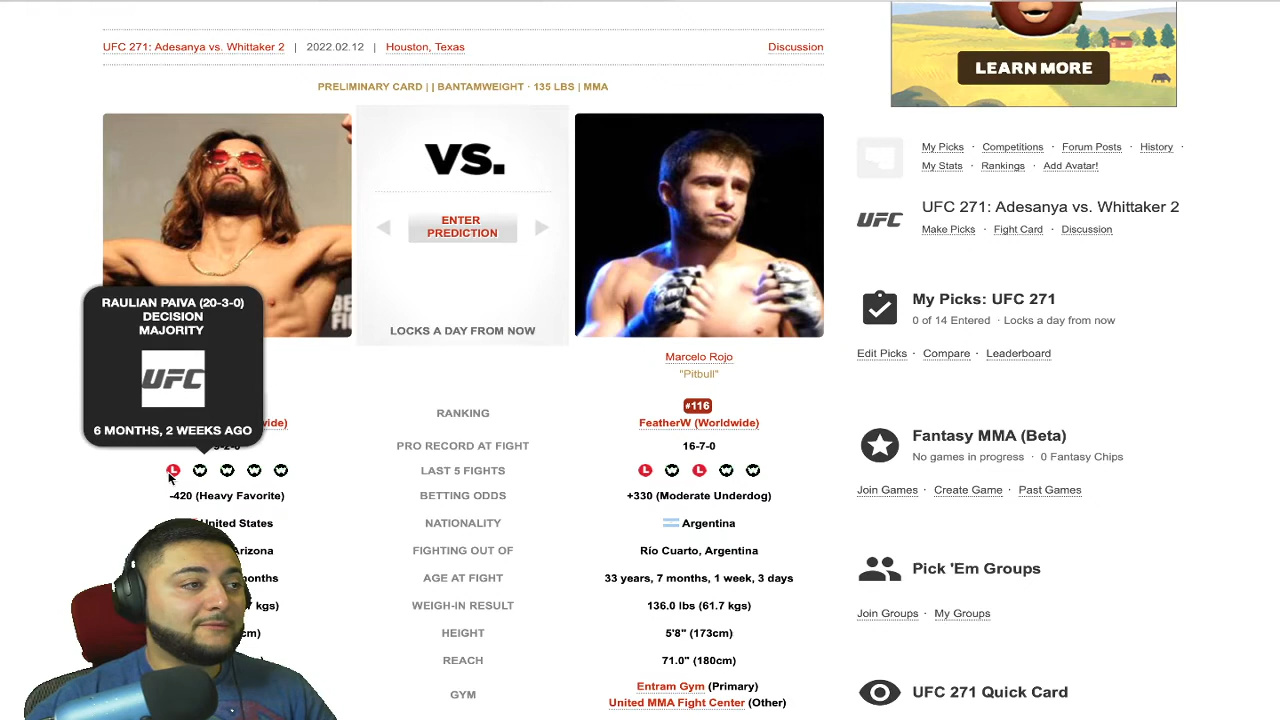 UFC 271: Adesanya vs. Whittaker 2 | 2022.02.12 | Houston, Texas
Discussion
PRELIMINARY CARD | | BANTAMWEIGHT · 135 LBS | MMA
VS.
ENTER
PREDICTION
LOCKS A DAY FROM NOW
RAULIAN PAIVA (20-3-0)
DECISION
MAJORITY
UFC
6 MONTHS, 2 WEEKS AGO
Marcelo Rojo
"Pitbull"
RANKING
#116
FeatherW (Worldwide)
PRO RECORD AT FIGHT
16-7-0
L W W W W
LAST 5 FIGHTS
L W L W W
-420 (Heavy Favorite)
BETTING ODDS
+330 (Moderate Underdog)
United States
NATIONALITY
Argentina
Arizona
FIGHTING OUT OF
Río Cuarto, Argentina
AGE AT FIGHT
33 years, 7 months, 1 week, 3 days
kgs)
WEIGH-IN RESULT
136.0 lbs (61.7 kgs)
HEIGHT
5'8" (173cm)
REACH
71.0" (180cm)
GYM
Entram Gym (Primary)
United MMA Fight Center (Other)
LEARN MORE
My Picks · Competitions · Forum Posts · History ·
My Stats · Rankings · Add Avatar!
UFC
UFC 271: Adesanya vs. Whittaker 2
Make Picks · Fight Card · Discussion
My Picks: UFC 271
0 of 14 Entered · Locks a day from now
Edit Picks · Compare · Leaderboard
Fantasy MMA (Beta)
No games in progress · 0 Fantasy Chips
Join Games · Create Game · Past Games
Pick 'Em Groups
Join Groups · My Groups
UFC 271 Quick Card